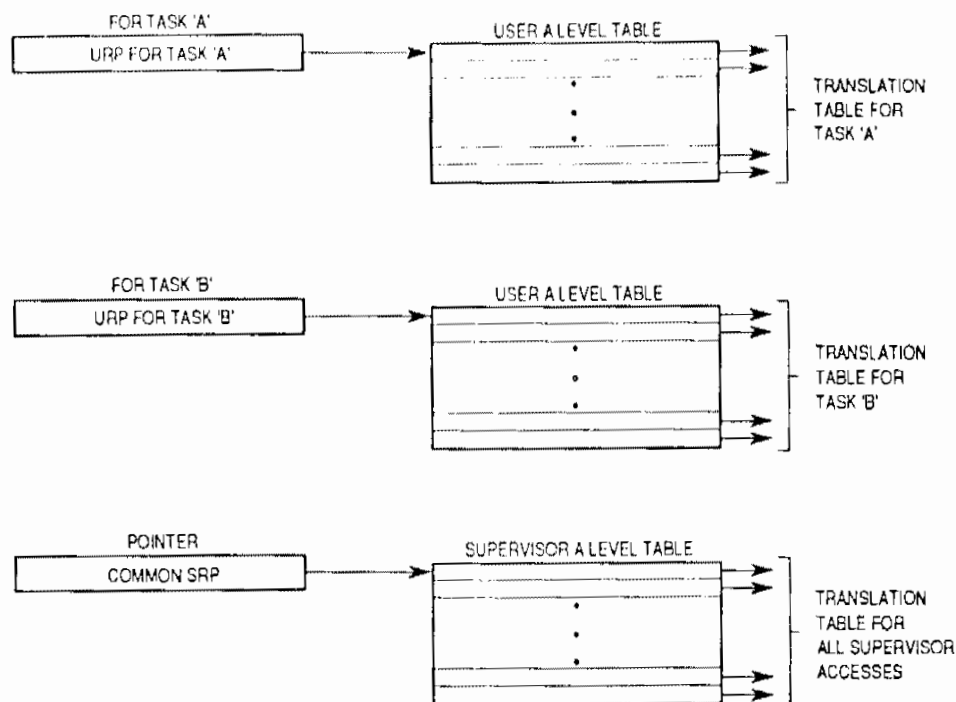 FOR TASK 'A'
URP FOR TASK 'A'
USER A LEVEL TABLE
TRANSLATION
TABLE FOR
TASK 'A'
FOR TASK 'B'
URP FOR TASK 'B'
USER A LEVEL TABLE
TRANSLATION
TABLE FOR
TASK 'B'
POINTER
COMMON SRP
SUPERVISOR A LEVEL TABLE
TRANSLATION
TABLE FOR
ALL SUPERVISOR
ACCESSES